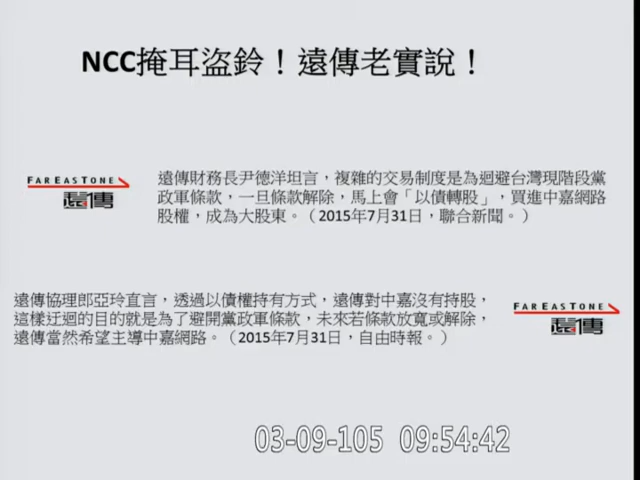 NCC掩耳盜鈴！遠傳老實說！
FAREASTONE
遠傳
遠傳財務長尹德洋坦言，複雜的交易制度是為迴避台灣現階段黨
政軍條款，一旦條款解除，馬上會「以債轉股」，買進中嘉網路
股權，成為大股東。（2015年7月31日，聯合新聞。）
遠傳協理郎亞玲直言，透過以債權持有方式，遠傳對中嘉沒有持股，
這樣迂迴的目的就是為了避開黨政軍條款，未來若條款放寬或解除，
遠傳當然希望主導中嘉網路。（2015年7月31日，自由時報。）
FAREASTONE
遠傳
03-09-105 09:54:42